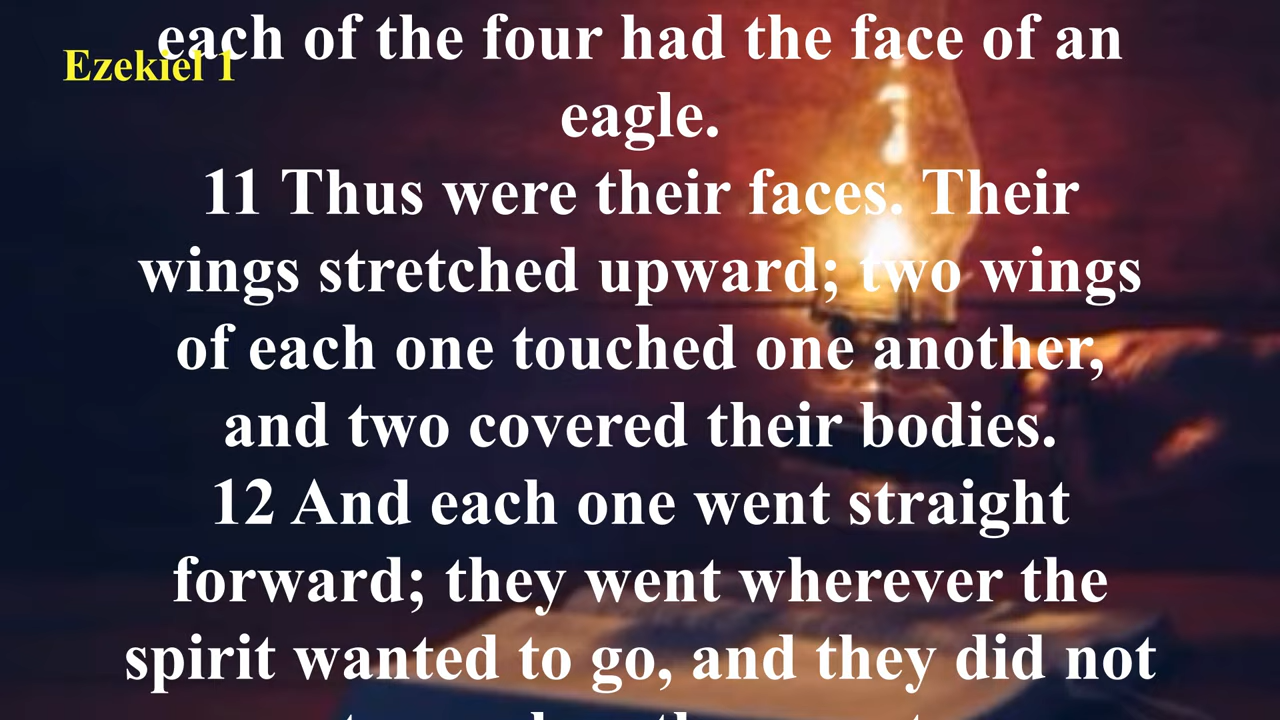 each of the four had the face of an
Ezekiel 1
eagle.
11 Thus were their faces. Their
wings stretched upward; two wings
of each one touched one another,
and two covered their bodies.
12 And each one went straight
forward; they went wherever the
spirit wanted to go, and they did not